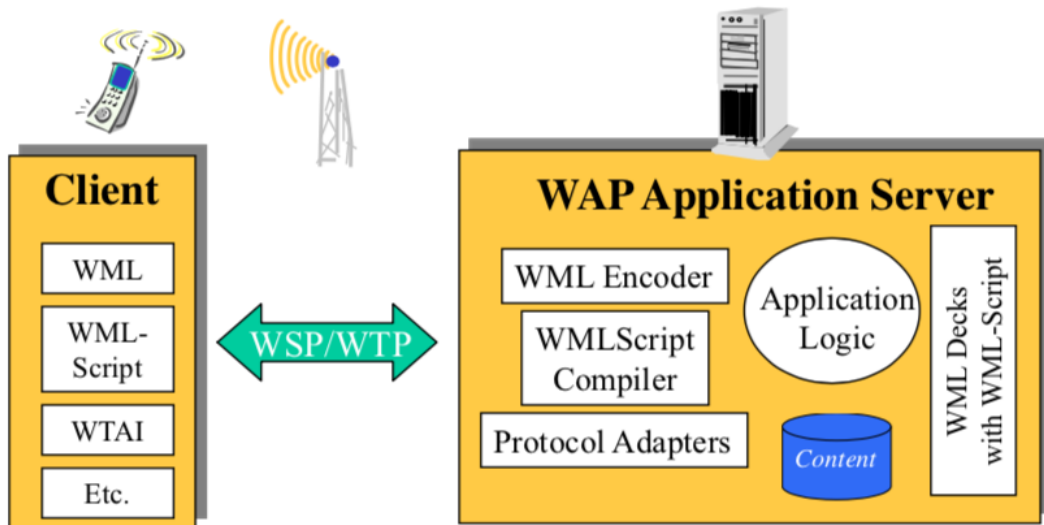 Client
WML
WML-
Script
WTAI
Etc.
WSP/WTP
WAP Application Server
WML Encoder
WMLScript
Compiler
Protocol Adapters
Application
Logic
Content
WML Decks
with WML-Script